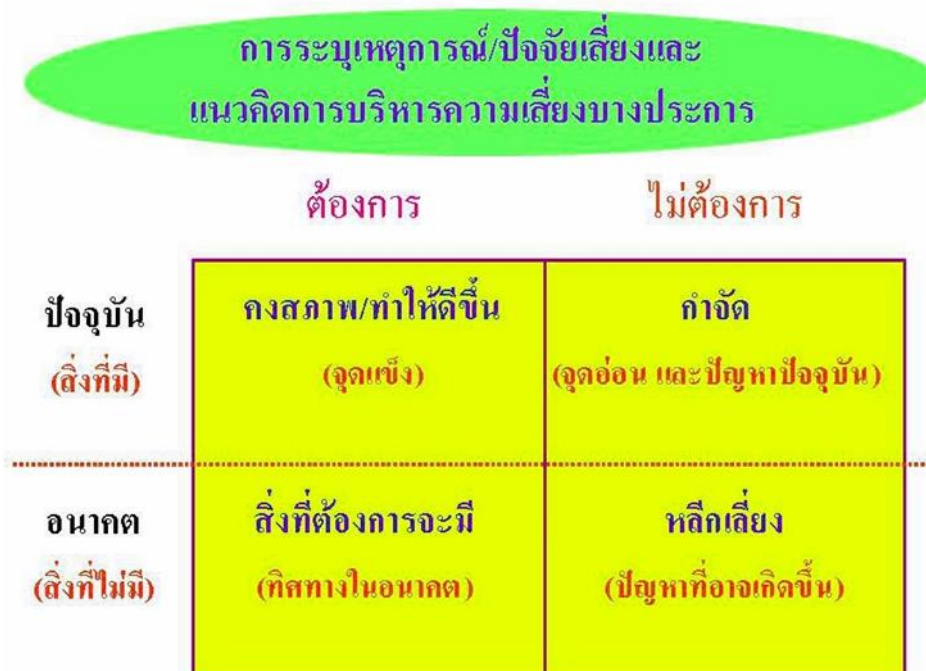 การระบุเหตุการณ์/ปัจจัยเสี่ยงและ
แนวคิดการบริหารความเสี่ยงบางประการ
ต้องการ ไม่ต้องการ
ปัจจุบัน คงสภาพ/ทำให้ดีขึ้น กำจัด
(สิ่งที่มี) (จุดแข็ง) (จุดอ่อน และปัญหาปัจจุบัน)
อนาคต สิ่งที่ต้องการจะมี หลีกเลี่ยง
(สิ่งที่ไม่มี) (ทิศทางในอนาคต) (ปัญหาที่อาจเกิดขึ้น)